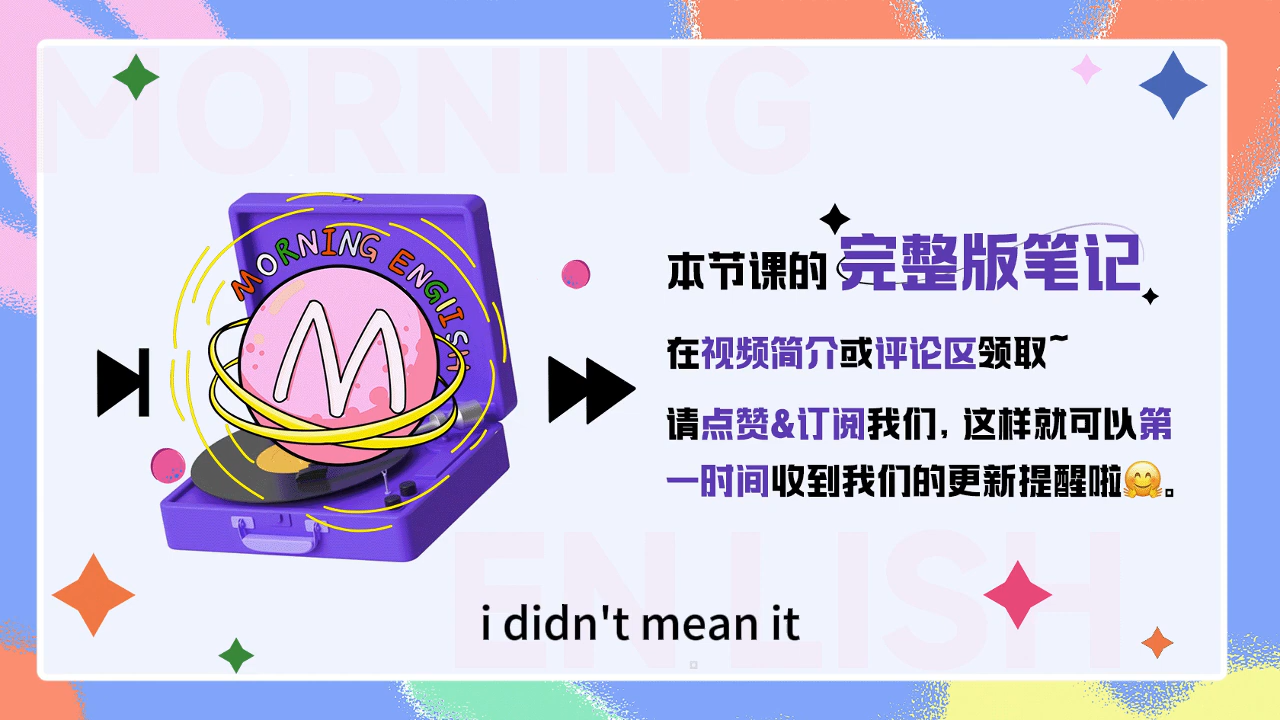 MORNING
MORNING ENGlISH
M
本节课的 完整版笔记
在视频简介或评论区领取~
请点赞&订阅我们, 这样就可以第
一时间收到我们的更新提醒啦🤗。
EN LISH
i didn't mean it